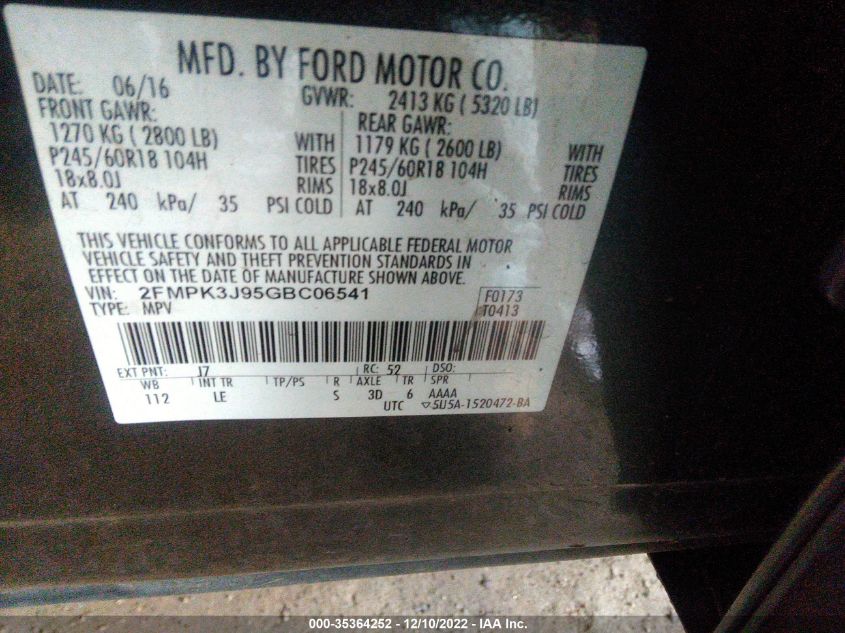 MFD. BY FORD MOTOR CO.
DATE: 06/16 GVWR: 2413 KG ( 5320 LB)
FRONT GAWR: REAR GAWR:
1270 KG ( 2800 LB) WITH 1179 KG ( 2600 LB) WITH
P245/60R18 104H TIRES P245/60R18 104H TIRES
18x8.0J RIMS 18x8.0J RIMS
AT 240 kPa/ 35 PSI COLD AT 240 kPa/ 35 PSI COLD
THIS VEHICLE CONFORMS TO ALL APPLICABLE FEDERAL MOTOR
VEHICLE SAFETY AND THEFT PREVENTION STANDARDS IN
EFFECT ON THE DATE OF MANUFACTURE SHOWN ABOVE.
VIN: 2FMPK3J95GBC06541 F0173
TYPE: MPV T0413
EXT PNT: J7 RC: 52 DSO:
WB INT TR TP/PS R AXLE TR SPR
112 LE S 3D 6 AAAA
UTC ▽5U5A-1520472-BA
000-35364252 — 12/10/2022 — IAA Inc.